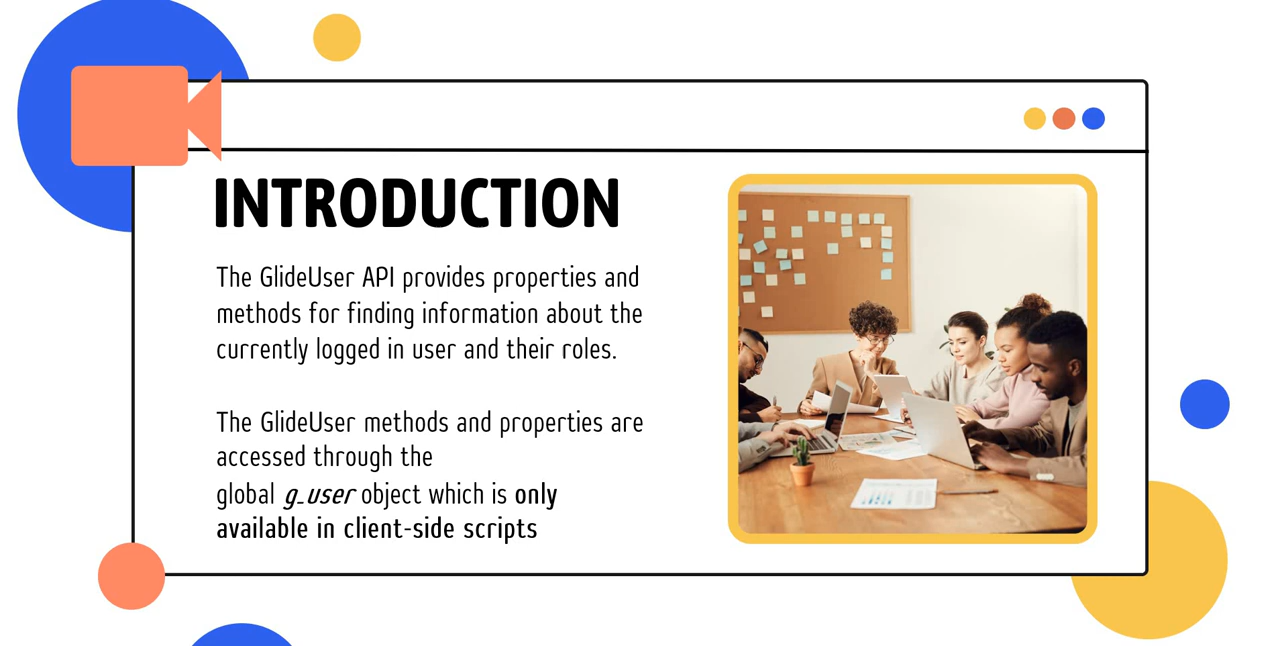 INTRODUCTION
The GlideUser API provides properties and
methods for finding information about the
currently logged in user and their roles.
The GlideUser methods and properties are
accessed through the
global g_user object which is only
available in client-side scripts